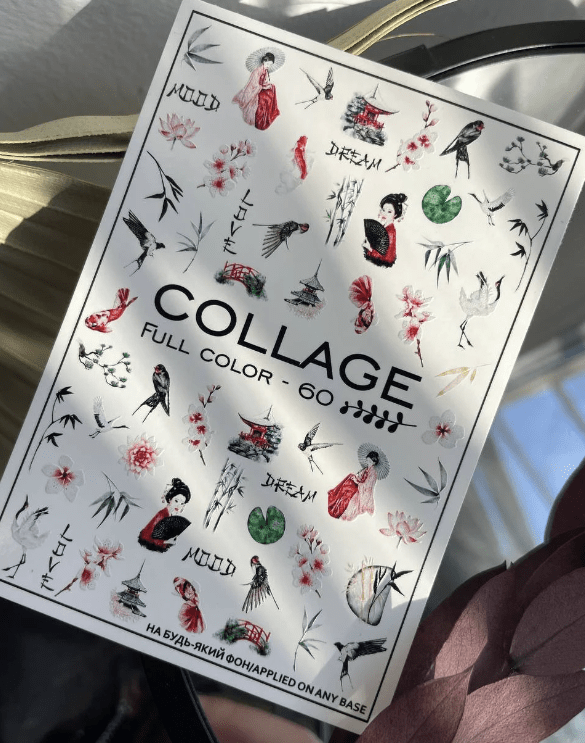 MOOD
DREAM
LOVE
COLLAGE
FULL COLOR - 60
DREAM
LOVE
MOOD
НА БУДЬ-ЯКИЙ ФОН/APPLIED ON ANY BASE